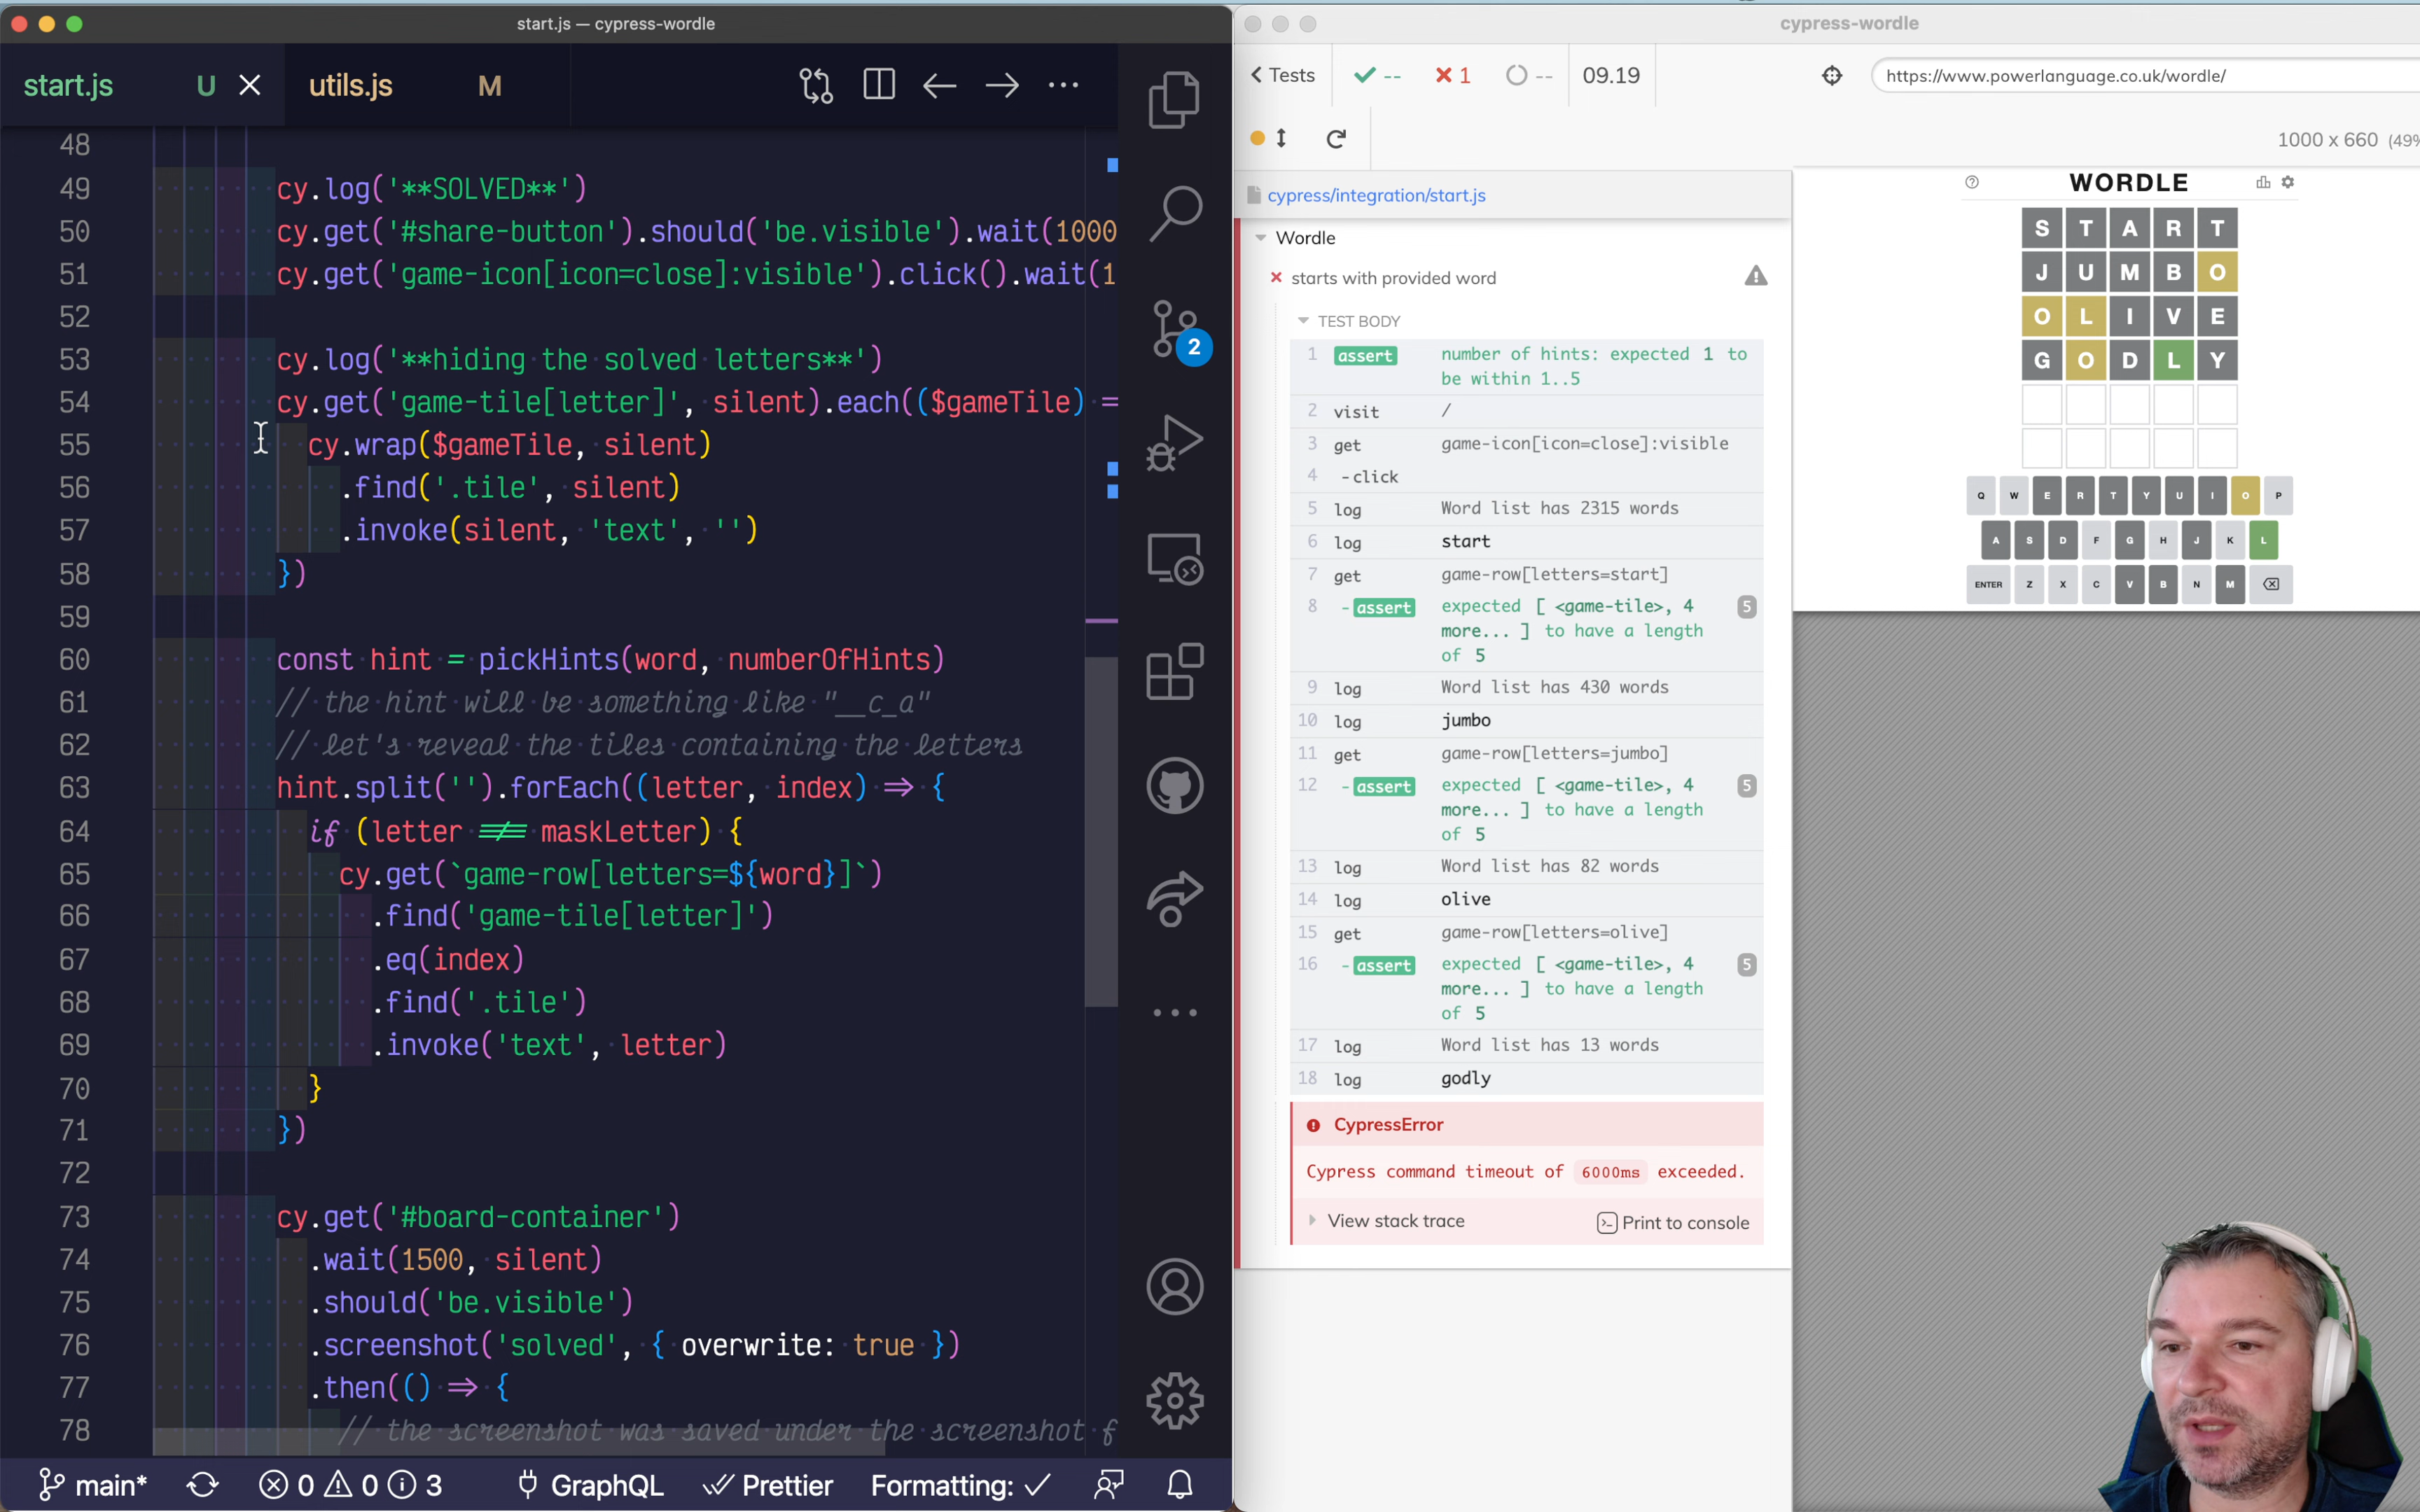 start.js — cypress-wordle
start.js U
utils.js M
48
49 cy.log('**SOLVED**')
50 cy.get('#share-button').should('be.visible').wait(1000
51 cy.get('game-icon[icon=close]:visible').click().wait(1
52
53 cy.log('**hiding the solved letters**')
54 cy.get('game-tile[letter]', silent).each(($gameTile) =
55 cy.wrap($gameTile, silent)
56 .find('.tile', silent)
57 .invoke(silent, 'text', '')
58 })
59
60 const hint = pickHints(word, numberOfHints)
61 // the hint will be something like "__c_a"
62 // let's reveal the tiles containing the letters
63 hint.split('').forEach((letter, index) => {
64 if (letter !== maskLetter) {
65 cy.get(`game-row[letters=${word}]`)
66 .find('game-tile[letter]')
67 .eq(index)
68 .find('.tile')
69 .invoke('text', letter)
70 }
71 })
72
73 cy.get('#board-container')
74 .wait(1500, silent)
75 .should('be.visible')
76 .screenshot('solved', { overwrite: true })
77 .then(() => {
78 // the screenshot was saved under the screenshot f
2
main* 0 0 3 GraphQL Prettier Formatting: ✓
cypress-wordle
Tests -- 1 -- 09.19
https://www.powerlanguage.co.uk/wordle/
1000 x 660 (49%
cypress/integration/start.js
Wordle
starts with provided word
TEST BODY
1 assert number of hints: expected 1 to
be within 1..5
2 visit /
3 get game-icon[icon=close]:visible
4 -click
5 log Word list has 2315 words
6 log start
7 get game-row[letters=start]
8 -assert expected [ <game-tile>, 4 5
more... ] to have a length
of 5
9 log Word list has 430 words
10 log jumbo
11 get game-row[letters=jumbo]
12 -assert expected [ <game-tile>, 4 5
more... ] to have a length
of 5
13 log Word list has 82 words
14 log olive
15 get game-row[letters=olive]
16 -assert expected [ <game-tile>, 4 5
more... ] to have a length
of 5
17 log Word list has 13 words
18 log godly
CypressError
Cypress command timeout of 6000ms exceeded.
View stack trace Print to console
WORDLE
S T A R T
J U M B O
O L I V E
G O D L Y
Q W E R T Y U I O P
A S D F G H J K L
ENTER Z X C V B N M